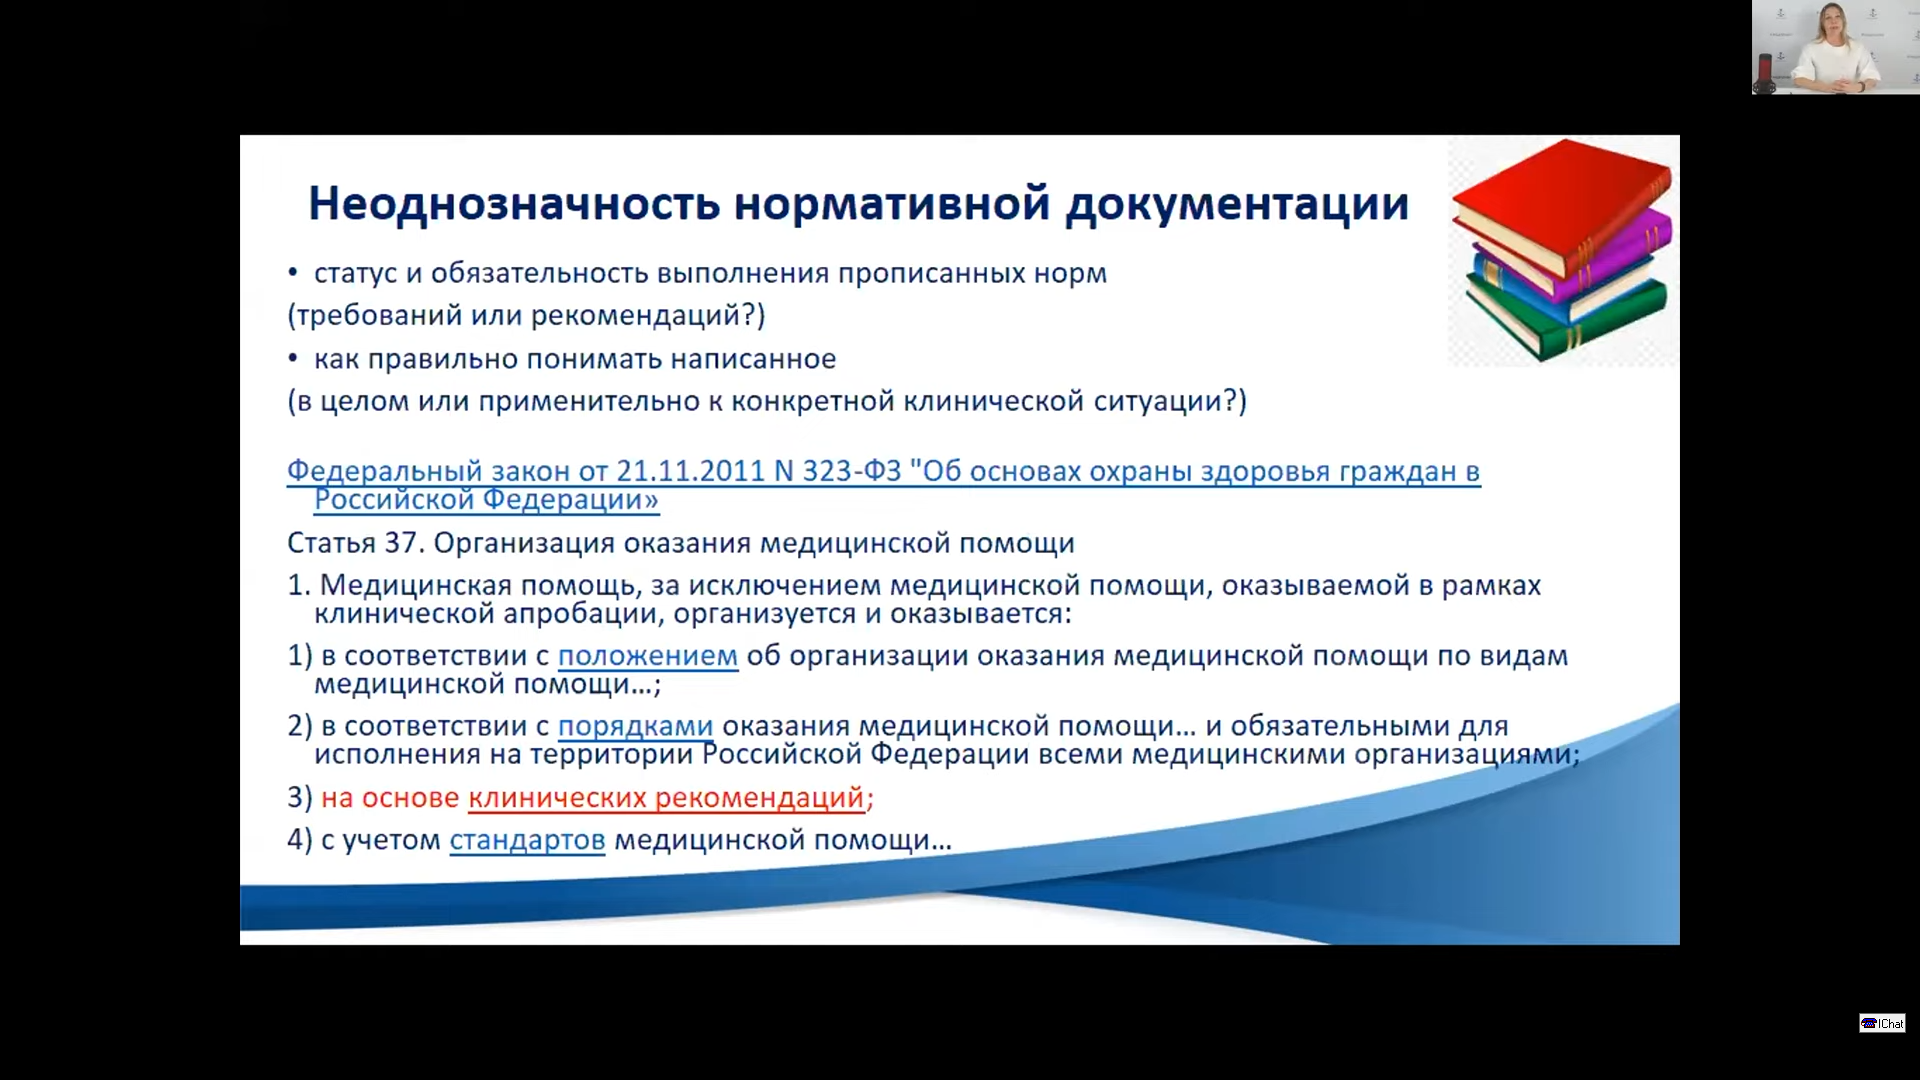 Неоднозначность нормативной документации
• статус и обязательность выполнения прописанных норм
(требований или рекомендаций?)
• как правильно понимать написанное
(в целом или применительно к конкретной клинической ситуации?)
Федеральный закон от 21.11.2011 N 323-ФЗ "Об основах охраны здоровья граждан в
Российской Федерации»
Статья 37. Организация оказания медицинской помощи
1. Медицинская помощь, за исключением медицинской помощи, оказываемой в рамках
клинической апробации, организуется и оказывается:
1) в соответствии с положением об организации оказания медицинской помощи по видам
медицинской помощи…;
2) в соответствии с порядками оказания медицинской помощи… и обязательными для
исполнения на территории Российской Федерации всеми медицинскими организациями;
3) на основе клинических рекомендаций;
4) с учетом стандартов медицинской помощи…
IChat